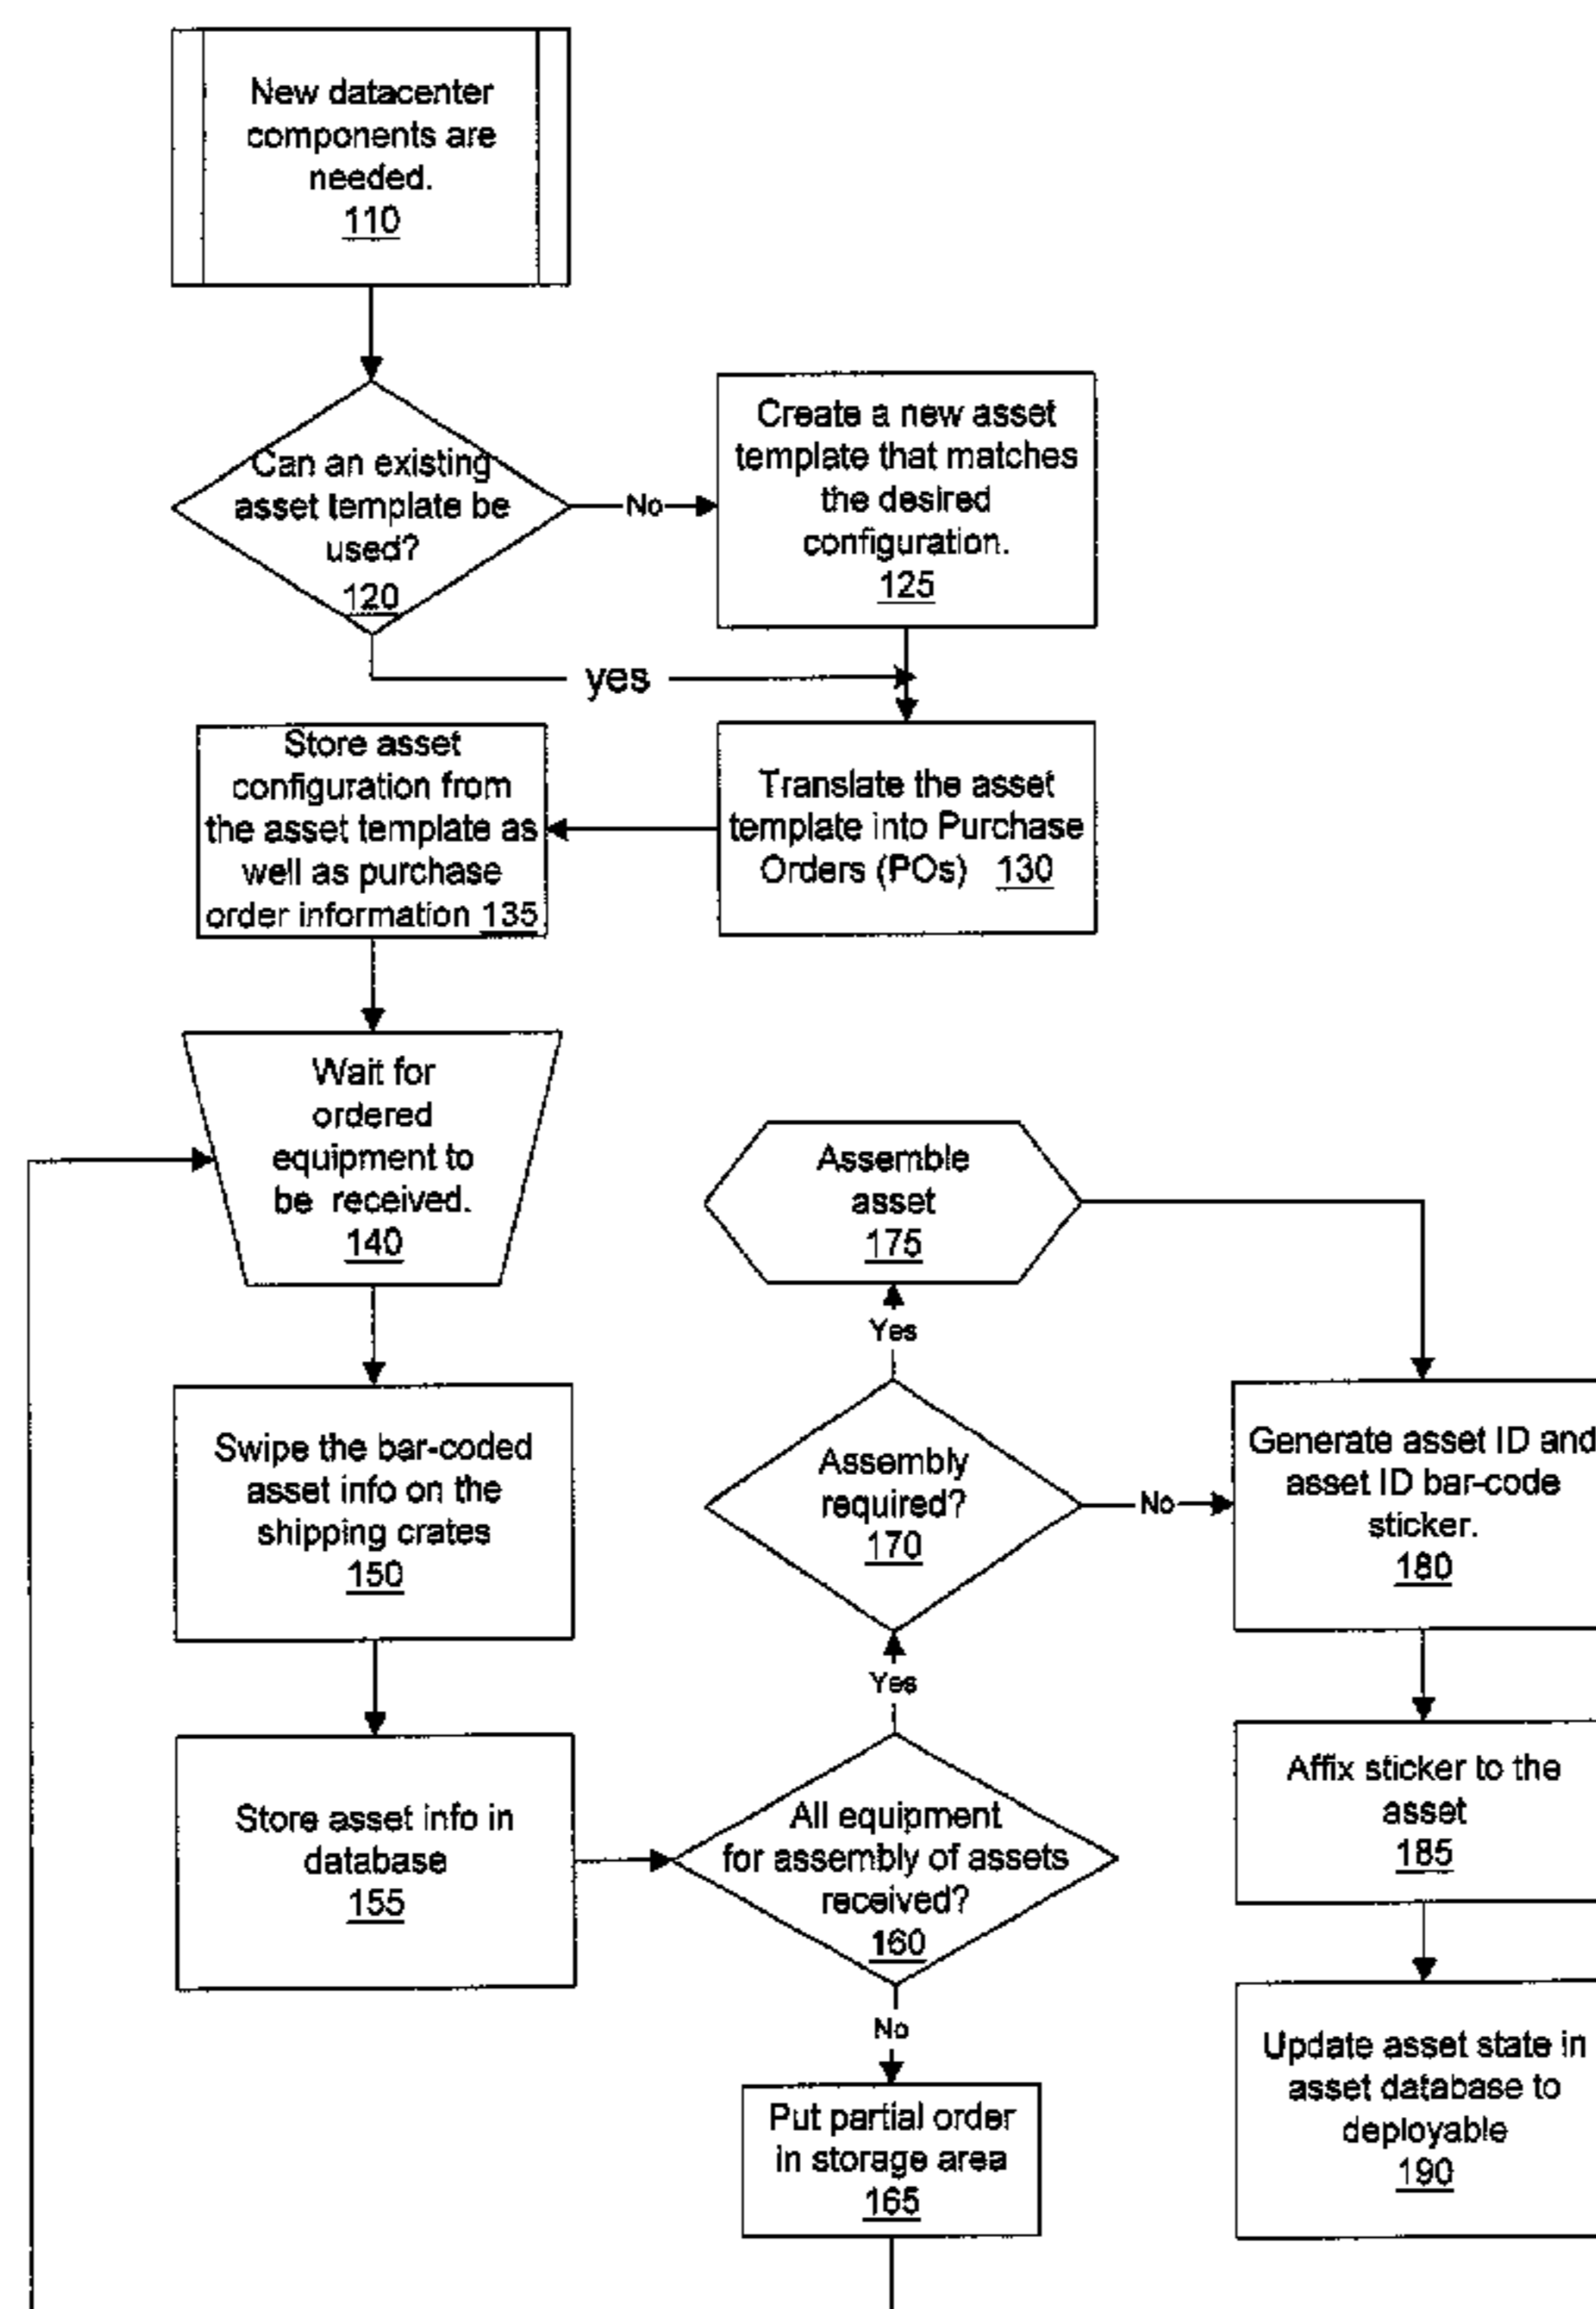 New datacenter
components are
needed.
110
Can an existing
asset template be
used?
120
No
Create a new asset
template that matches
the desired
configuration.
125
yes
Translate the asset
template into Purchase
Orders (POs) 130
Store asset
configuration from
the asset template as
well as purchase
order information 135
Wait for
ordered
equipment to
be received.
140
Swipe the bar-coded
asset info on the
shipping crates
150
Store asset info in
database
155
All equipment
for assembly of assets
received?
160
No
Put partial order
in storage area
165
Yes
Assembly
required?
170
Yes
Assemble
asset
175
No
Generate asset ID and
asset ID bar-code
sticker.
180
Affix sticker to the
asset
185
Update asset state in
asset database to
deployable
190